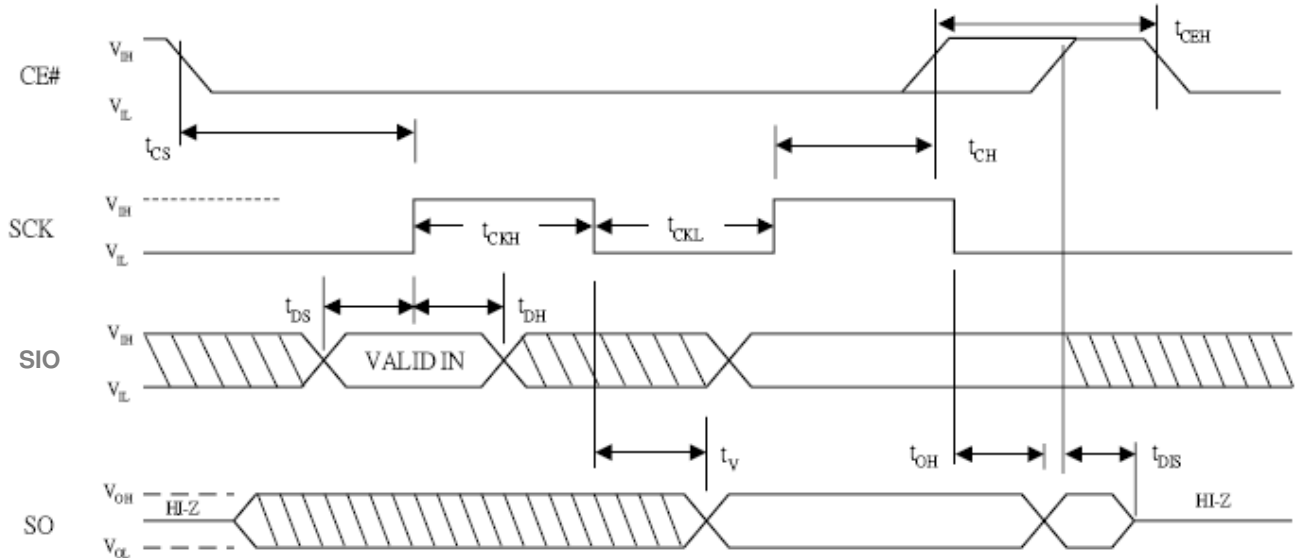 V_IH
t_CEH
CE#
V_IL
t_CS
t_CH
V_IH
SCK
t_CKH
t_CKL
V_IL
t_DS
t_DH
V_IH
SIO
VALID IN
V_IL
t_V
t_OH
t_DIS
V_OH
HI-Z
HI-Z
SO
V_OL